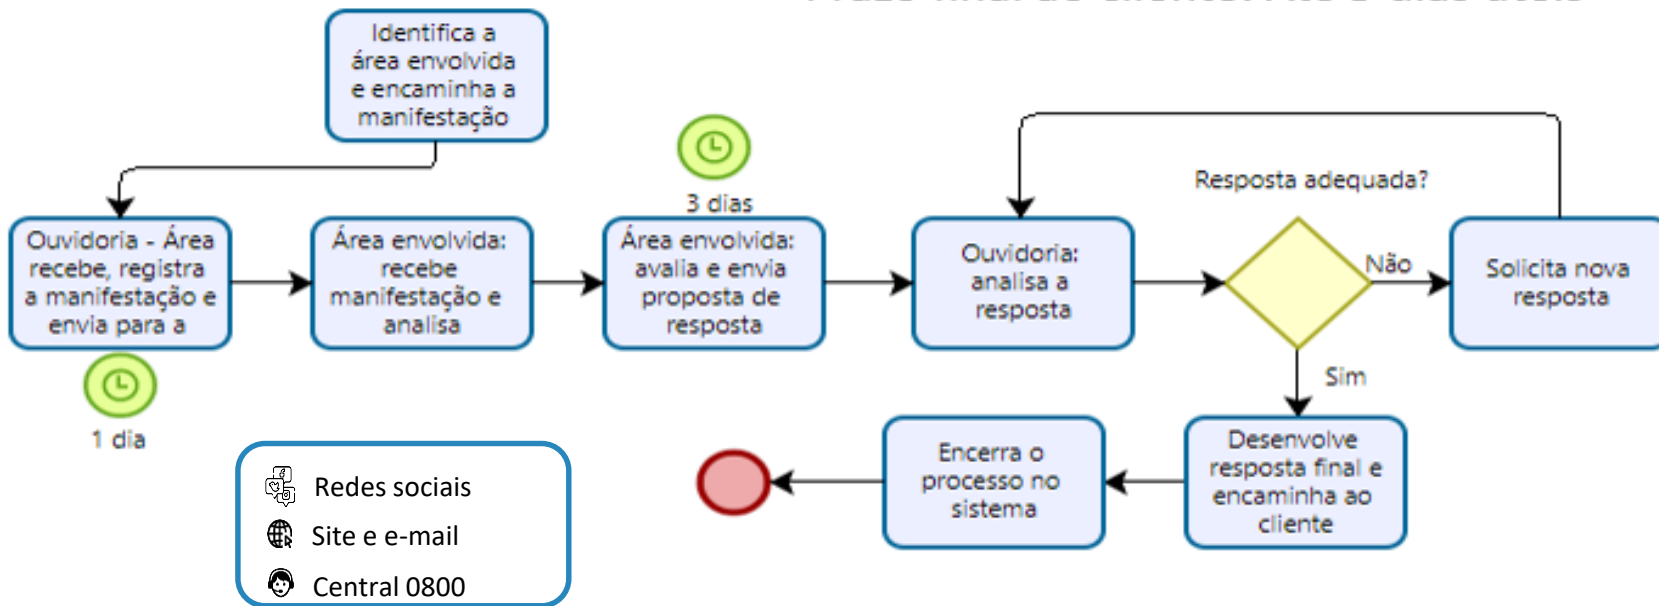 Identifica a
área envolvida
e encaminha a
manifestação
3 dias
Resposta adequada?
Ouvidoria - Área
recebe, registra
a manifestação e
envia para a
Área envolvida:
recebe
manifestação e
analisa
Área envolvida:
avalia e envia
proposta de
resposta
Ouvidoria:
analisa a
resposta
Não
Solicita nova
resposta
Sim
1 dia
Encerra o
processo no
sistema
Desenvolve
resposta final e
encaminha ao
cliente
Redes sociais
Site e e-mail
Central 0800